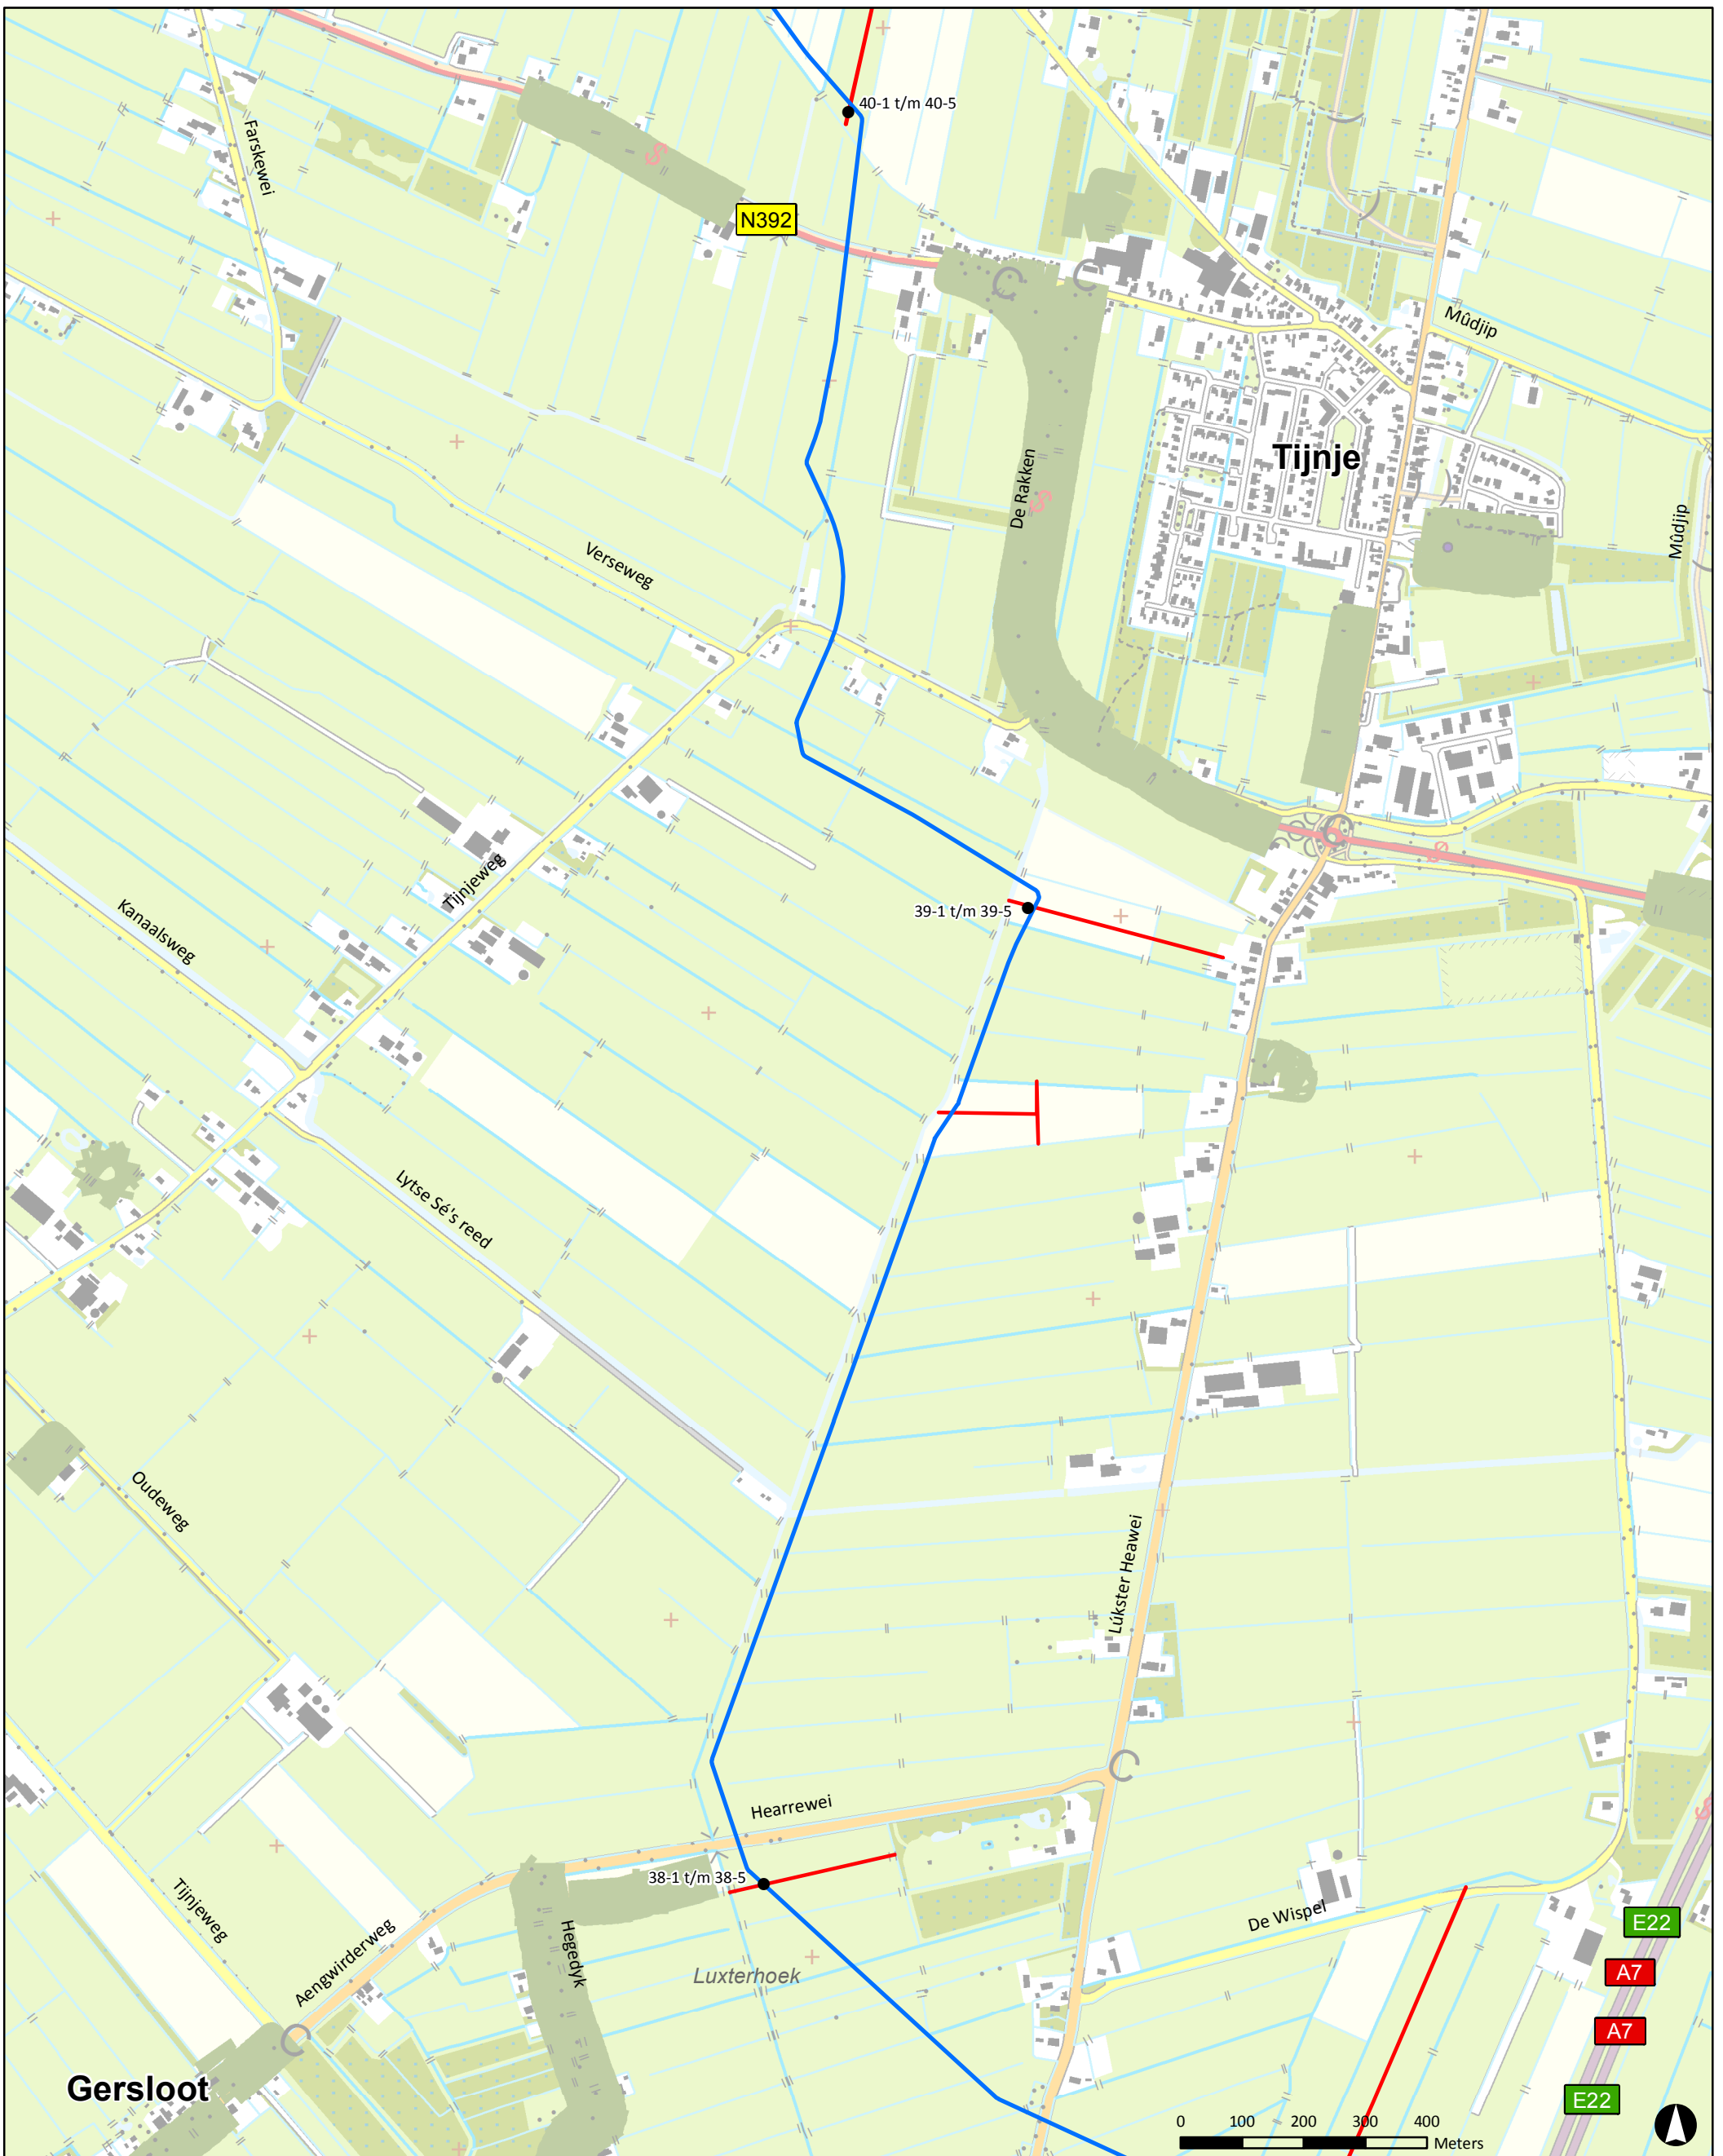 40-1 t/m 40-5
Farskewei
N392
Mûdjip
Tijnje
De Rakken
Mûdjip
Verseweg
Tijnjeweg
39-1 t/m 39-5
Kanaalsweg
Lytse Sé's reed
Oudeweg
Lúkster Heawei
Hearrewei
38-1 t/m 38-5
Tijnjeweg
De Wispel
E22
Aengwirderweg
Hegedyk
Luxterhoek
A7
A7
Gersloot
E22
0 100 200 300 400
Meters